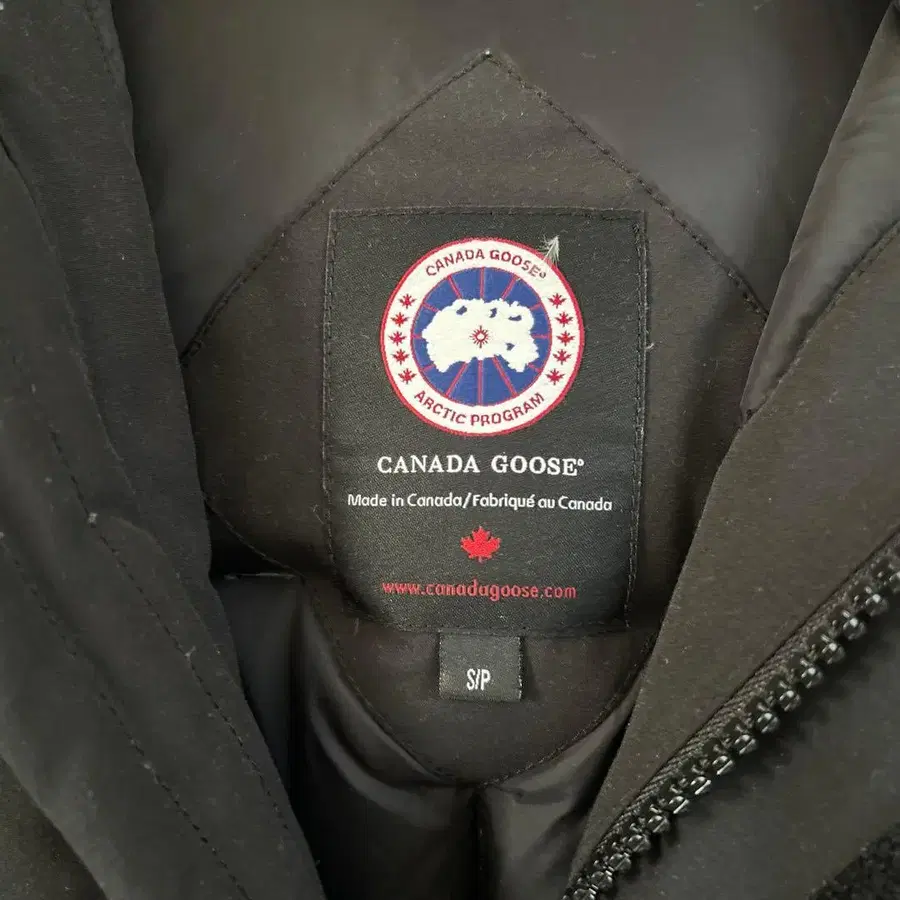 CANADA GOOSE®
ARCTIC PROGRAM
CANADA GOOSE®
Made in Canada/Fabriqué au Canada
www.canadagoose.com
S/P